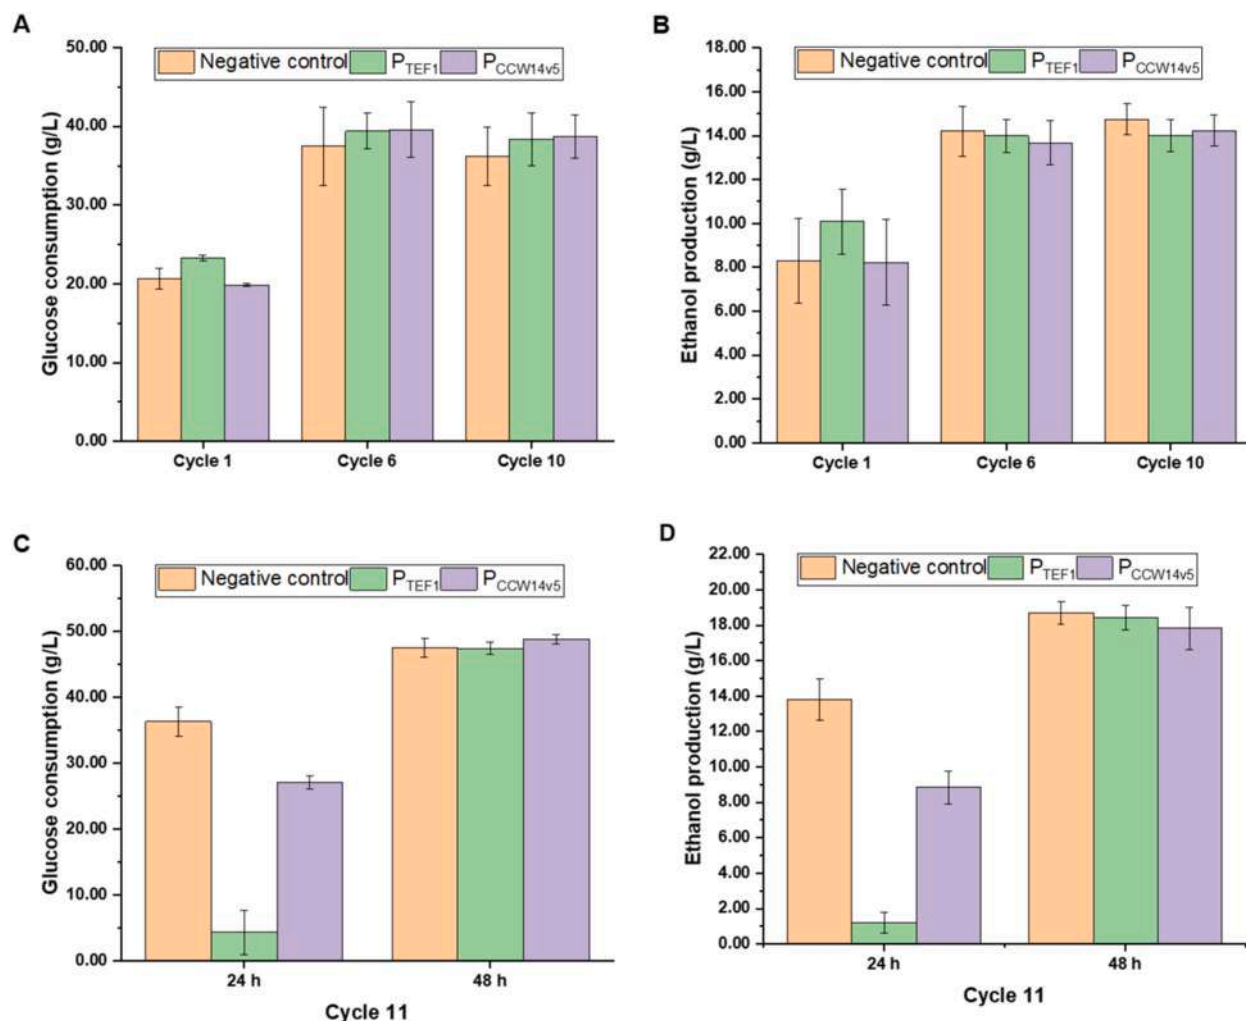 A
Glucose consumption (g/L)
50.00
40.00
30.00
20.00
10.00
0.00
Negative control PTEF1 PCCW14v5
Cycle 1 Cycle 6 Cycle 10
B
Ethanol production (g/L)
18.00
16.00
14.00
12.00
10.00
8.00
6.00
4.00
2.00
0.00
Negative control PTEF1 PCCW14v5
Cycle 1 Cycle 6 Cycle 10
C
Glucose consumption (g/L)
60.00
50.00
40.00
30.00
20.00
10.00
0.00
Negative control PTEF1 PCCW14v5
24 h 48 h
Cycle 11
D
Ethanol production (g/L)
22.00
20.00
18.00
16.00
14.00
12.00
10.00
8.00
6.00
4.00
2.00
0.00
Negative control PTEF1 PCCW14v5
24 h 48 h
Cycle 11